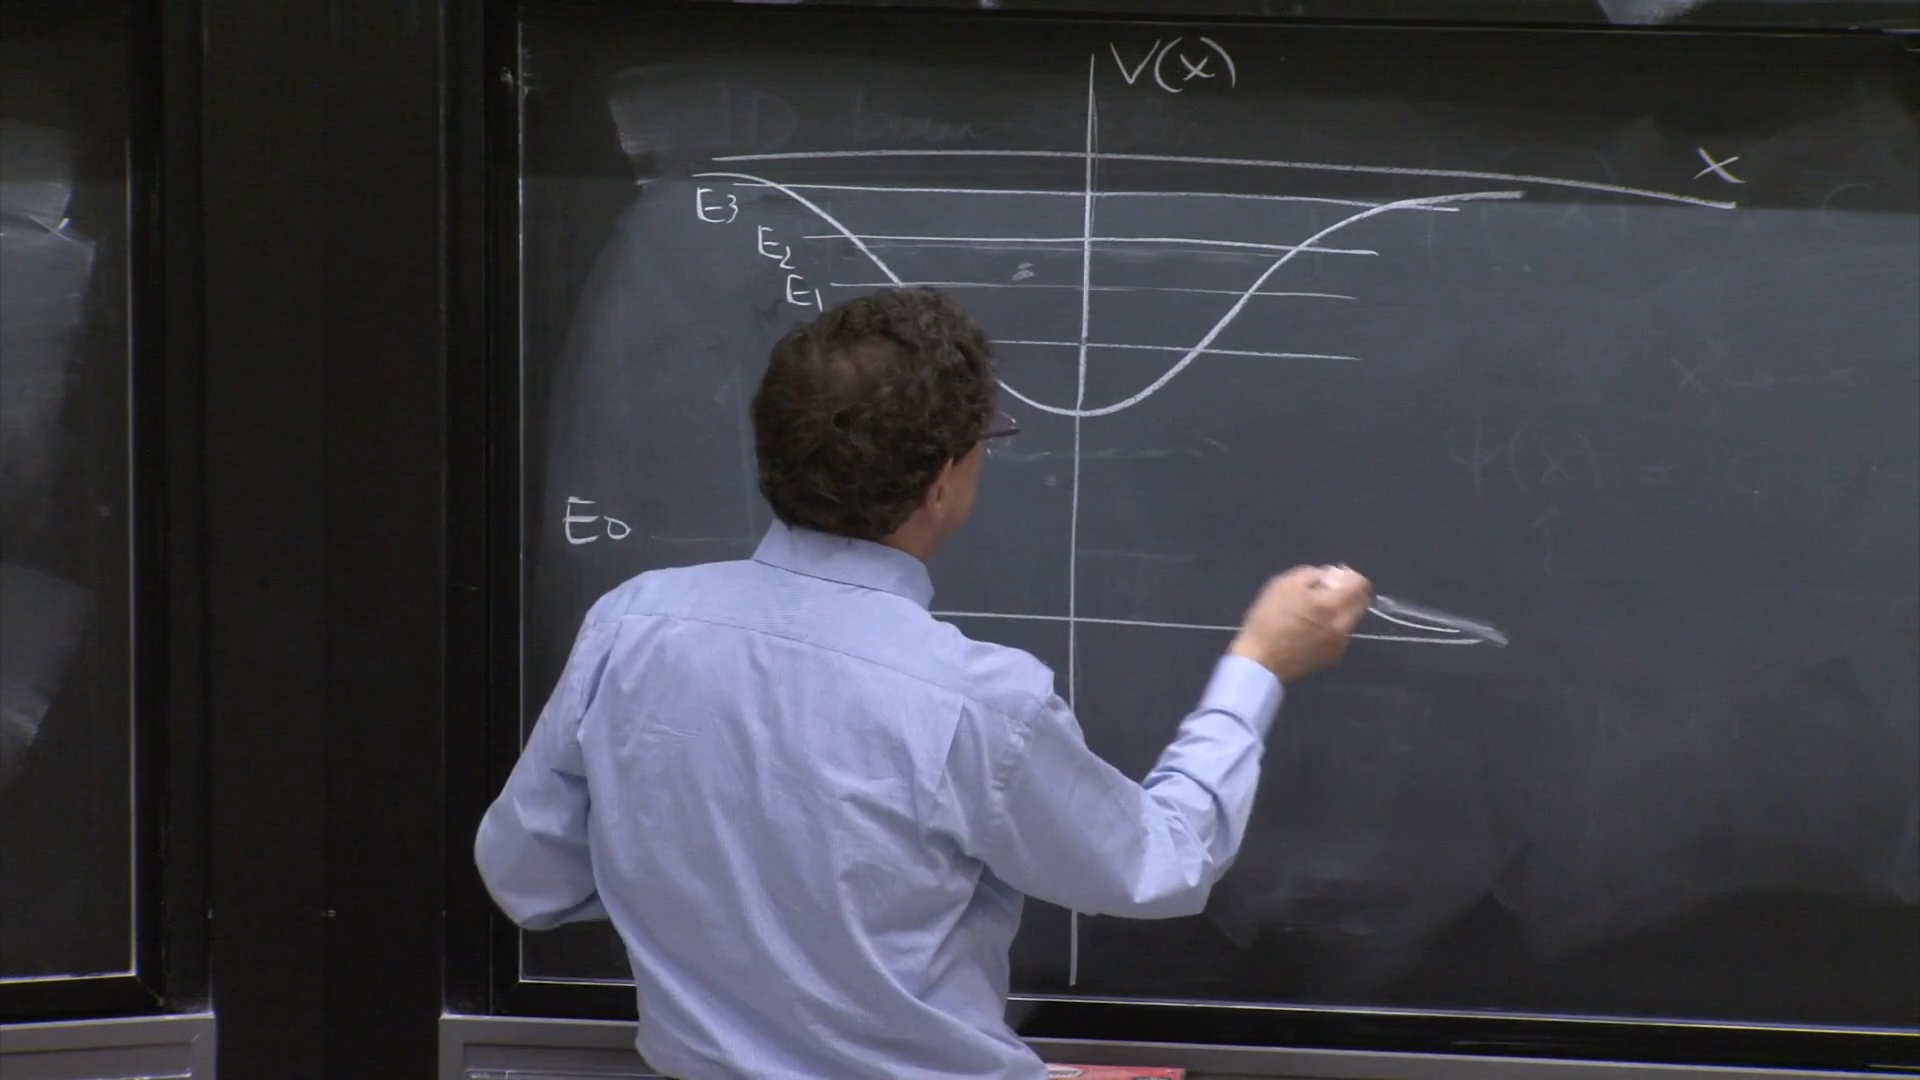 V(x)
x
E3
E2
E1
E0
ψ(x) =